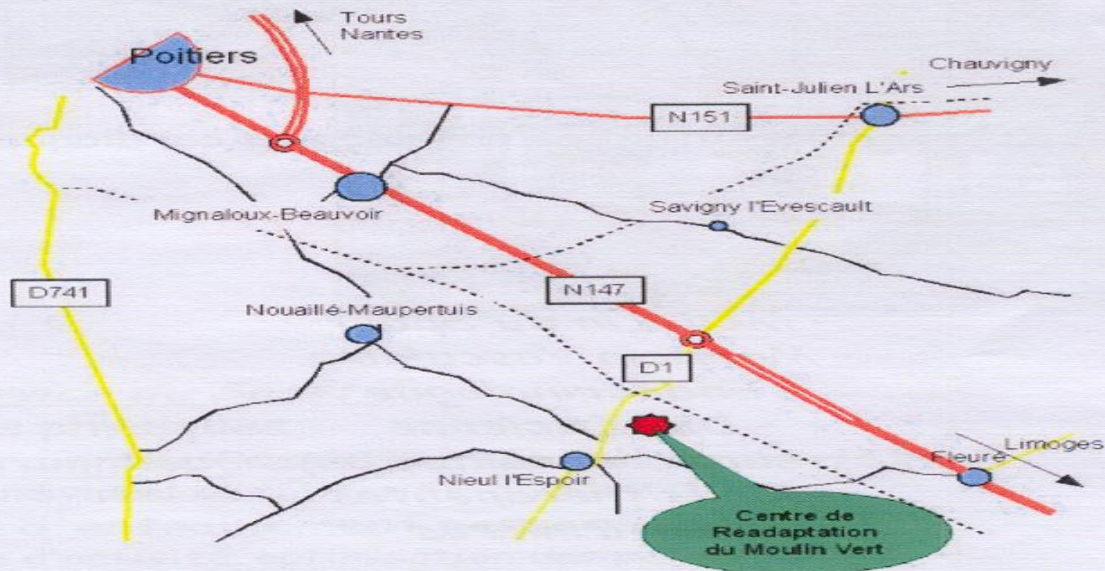 Tours
Nantes
Poitiers
Chauvigny
Saint-Julien L'Ars
N151
Mignaloux-Beauvoir
Savigny l'Evescault
D741
N147
Nouaillé-Maupertuis
D1
Limoges
Fleuré
Nieul l'Espoir
Centre de
Readaptation
du Moulin Vert